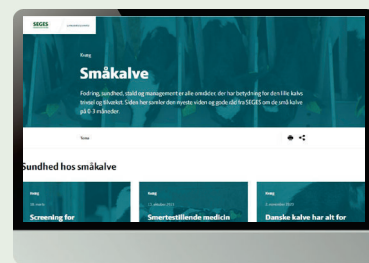 SEGES
Kvæg
Småkalve
Fodring, sundhed, stald og management er alle områder, der har betydning for den lille kalvs
trivsel og tilvækst. Siden her samler den nyeste viden og gode råd fra SEGES om de små kalve
på 0-3 måneder.
Tema
Sundhed hos småkalve
Kvæg
Kvæg
Kvæg
Screening for
Smertestillende medicin
Danske kalve har alt for